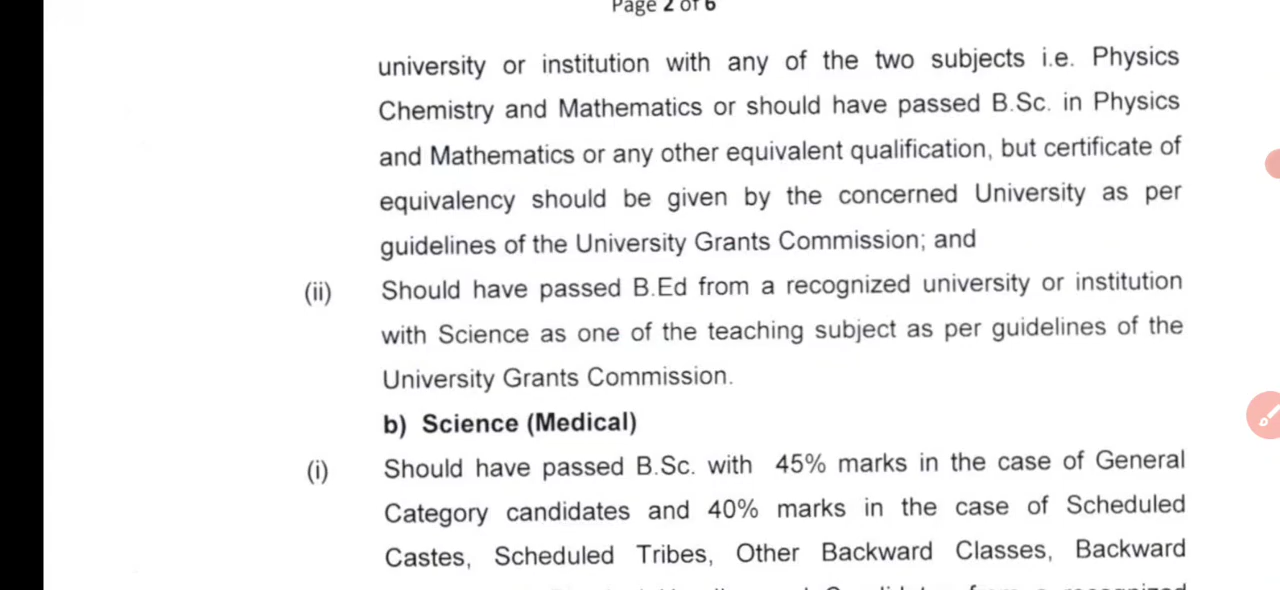 Page 2 of 6
university or institution with any of the two subjects i.e. Physics
Chemistry and Mathematics or should have passed B.Sc. in Physics
and Mathematics or any other equivalent qualification, but certificate of
equivalency should be given by the concerned University as per
guidelines of the University Grants Commission; and
(ii) Should have passed B.Ed from a recognized university or institution
with Science as one of the teaching subject as per guidelines of the
University Grants Commission.
b) Science (Medical)
(i) Should have passed B.Sc. with 45% marks in the case of General
Category candidates and 40% marks in the case of Scheduled
Castes, Scheduled Tribes, Other Backward Classes, Backward